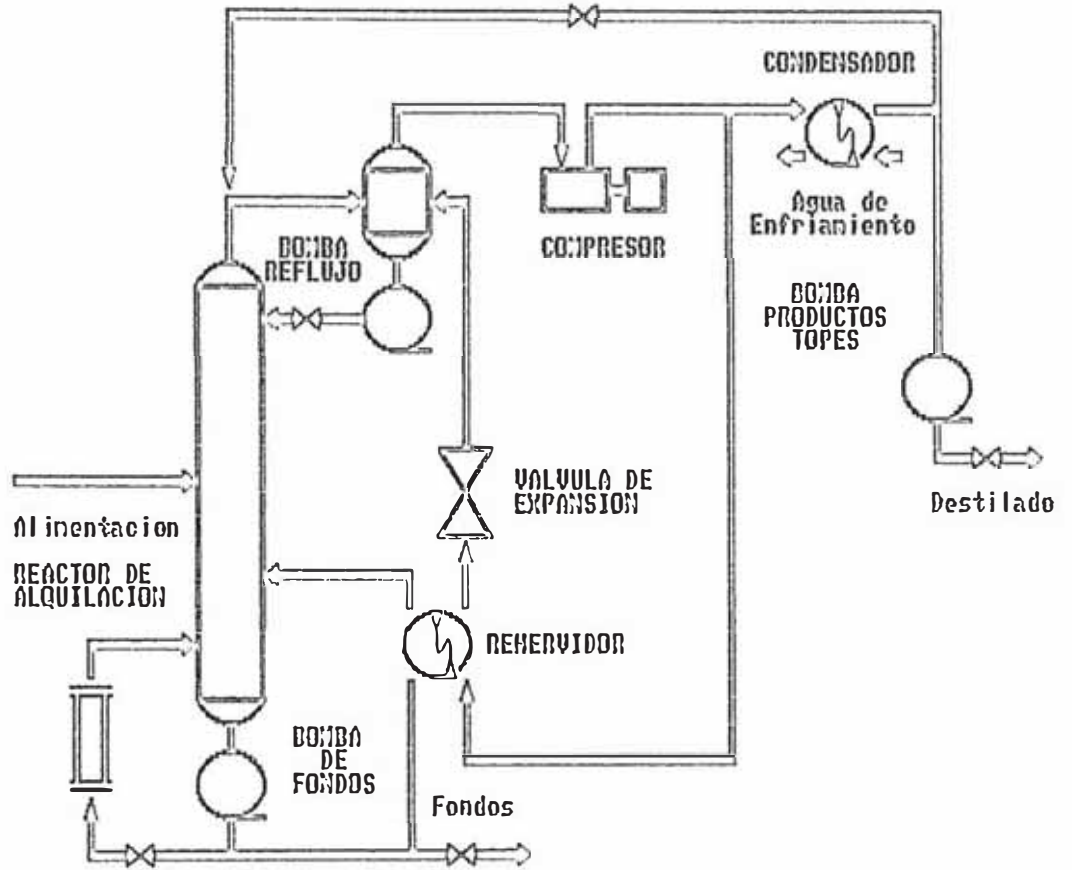 CONDENSADOR
Agua de
Enfriamiento
COMPRESOR
BOMBA
REFLUJO
BOMBA
PRODUCTOS
TOPES
VALVULA DE
EXPANSION
Destilado
Alimentacion
REACTOR DE
ALQUILACION
REHERVIDOR
BOMBA
DE
FONDOS
Fondos